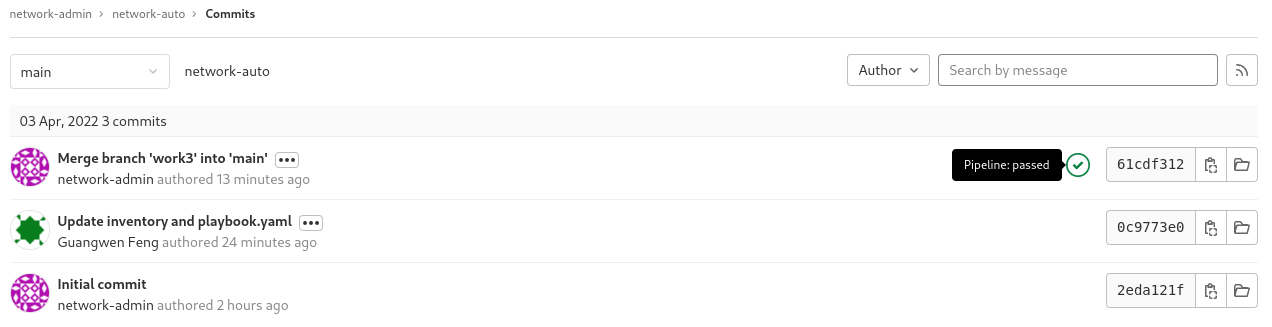 network-admin › network-auto › Commits
main network-auto Author Search by message
03 Apr, 2022 3 commits
Merge branch 'work3' into 'main'
network-admin authored 13 minutes ago
Pipeline: passed 61cdf312
Update inventory and playbook.yaml
Guangwen Feng authored 24 minutes ago
0c9773e0
Initial commit
network-admin authored 2 hours ago
2eda121f